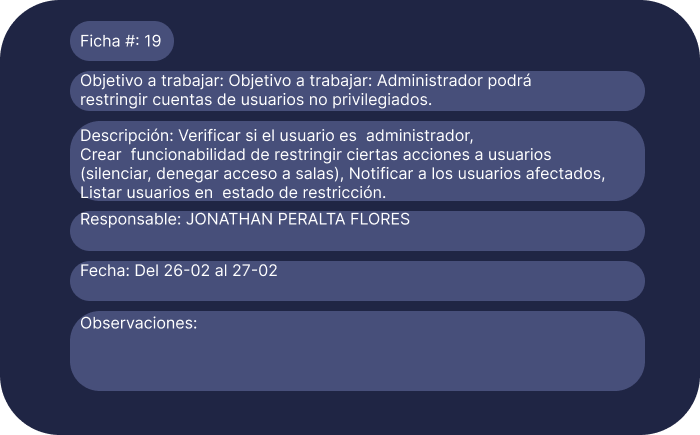 Ficha #: 19
Objetivo a trabajar: Objetivo a trabajar: Administrador podrá
restringir cuentas de usuarios no privilegiados.
Descripción: Verificar si el usuario es  administrador,
Crear  funcionabilidad de restringir ciertas acciones a usuarios
(silenciar, denegar acceso a salas), Notificar a los usuarios afectados,
Listar usuarios en  estado de restricción.
Responsable: JONATHAN PERALTA FLORES
Fecha: Del 26-02 al 27-02
Observaciones: